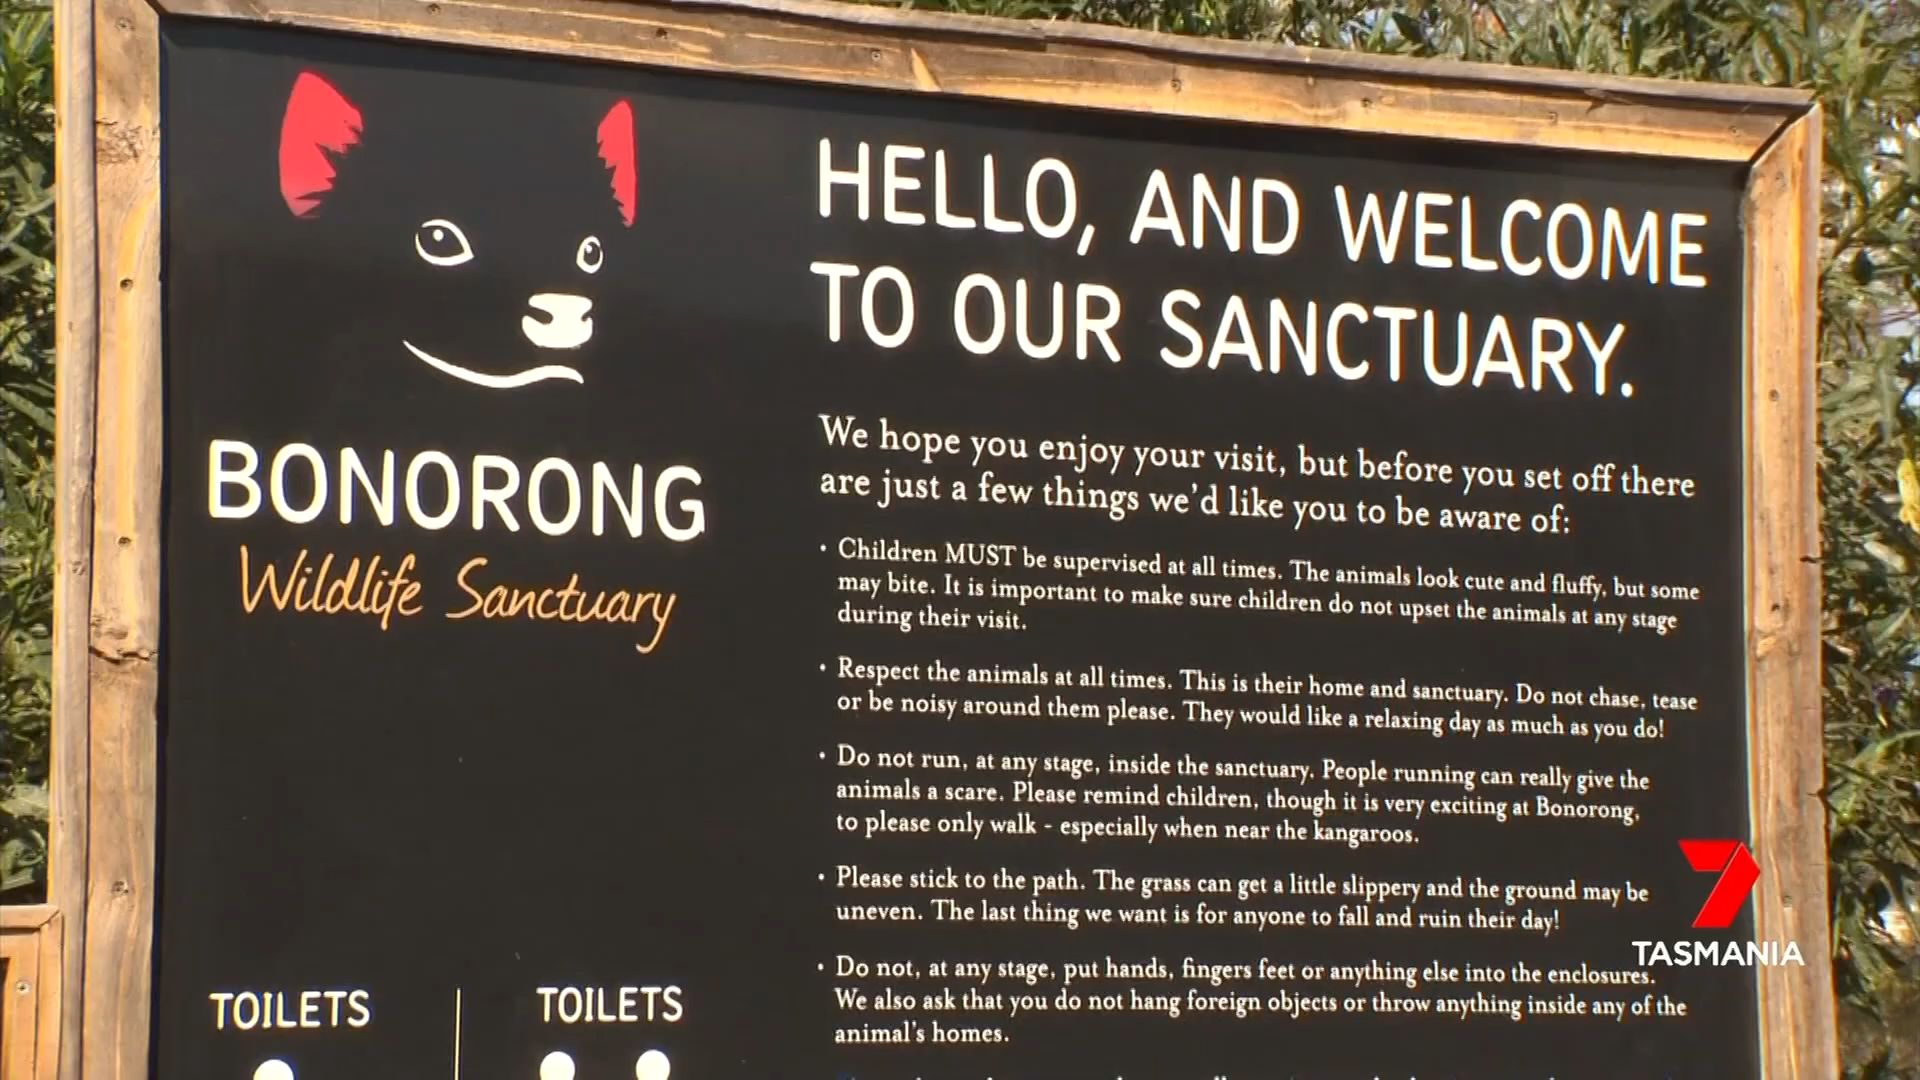 HELLO, AND WELCOME
TO OUR SANCTUARY.
BONORONG
Wildlife Sanctuary
We hope you enjoy your visit, but before you set off there
are just a few things we'd like you to be aware of:
• Children MUST be supervised at all times. The animals look cute and fluffy, but some
may bite. It is important to make sure children do not upset the animals at any stage
during their visit.
• Respect the animals at all times. This is their home and sanctuary. Do not chase, tease
or be noisy around them please. They would like a relaxing day as much as you do!
• Do not run, at any stage, inside the sanctuary. People running can really give the
animals a scare. Please remind children, though it is very exciting at Bonorong,
to please only walk - especially when near the kangaroos.
• Please stick to the path. The grass can get a little slippery and the ground may be
uneven. The last thing we want is for anyone to fall and ruin their day!
• Do not, at any stage, put hands, fingers feet or anything else into the enclosures.
We also ask that you do not hang foreign objects or throw anything inside any of the
animal's homes.
TOILETS
TOILETS
7
TASMANIA